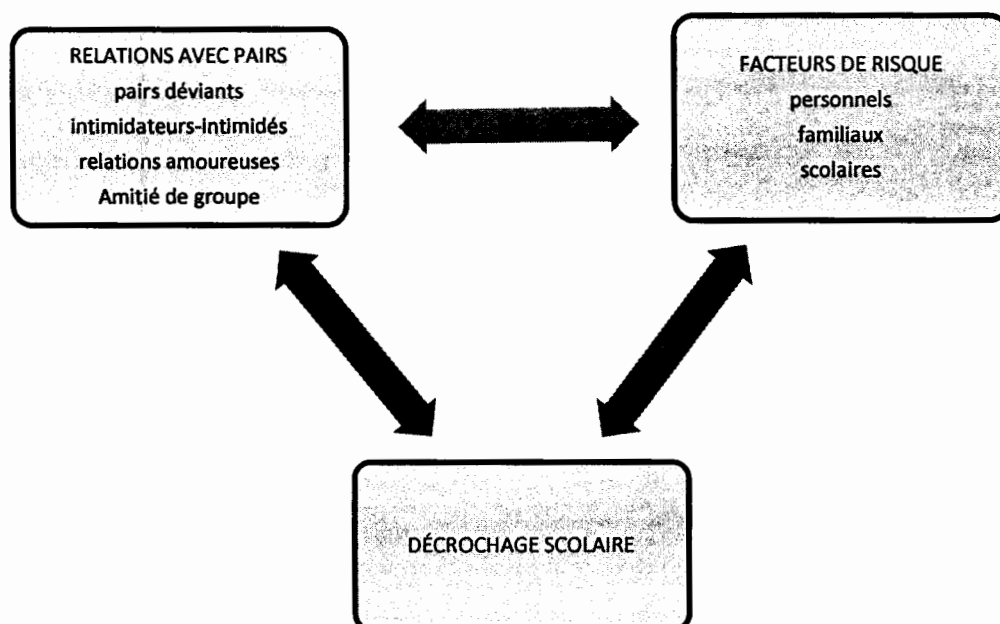 RELATIONS AVEC PAIRS
pairs déviants
intimidateurs-intimidés
relations amoureuses
Amitié de groupe
FACTEURS DE RISQUE
personnels
familiaux
scolaires
DÉCROCHAGE SCOLAIRE